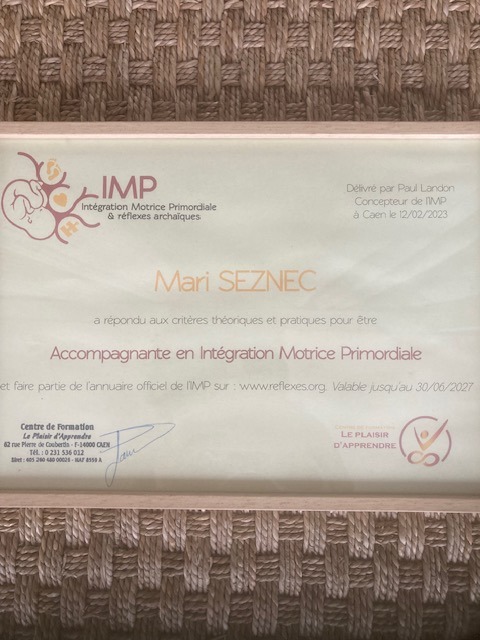 IMP
Intégration Motrice Primordiale
& réflexes archaïques
Délivré par Paul Landon
Concepteur de l'IMP
à Caen le 12/02/2023
Mari SEZNEC
a répondu aux critères théoriques et pratiques pour être
Accompagnante en Intégration Motrice Primordiale
et faire partie de l'annuaire officiel de l'IMP sur : www.reflexes.org. Valable jusqu'au 30/06/2027
Centre de Formation
Le Plaisir d'Apprendre
62 rue Pierre de Coubertin - F-14000 CAEN
Tél. : 0 231 536 012
LE PLAISIR
D'APPRENDRE